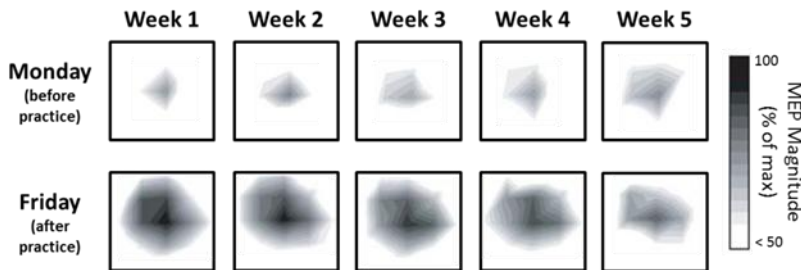 Week 1 Week 2 Week 3 Week 4 Week 5
Monday
(before
practice)
Friday
(after
practice)
100
< 50
MEP Magnitude
(% of max)